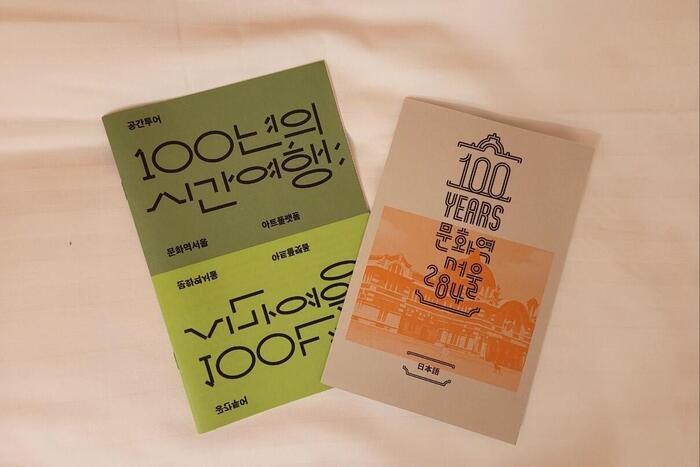 공간투어
100년의
시간여행:
문화역서울 아트플랫폼
문화역서울 아트플랫폼
시간여행
100년
공간투어
100
YEARS
문화역
서울
284
日本語